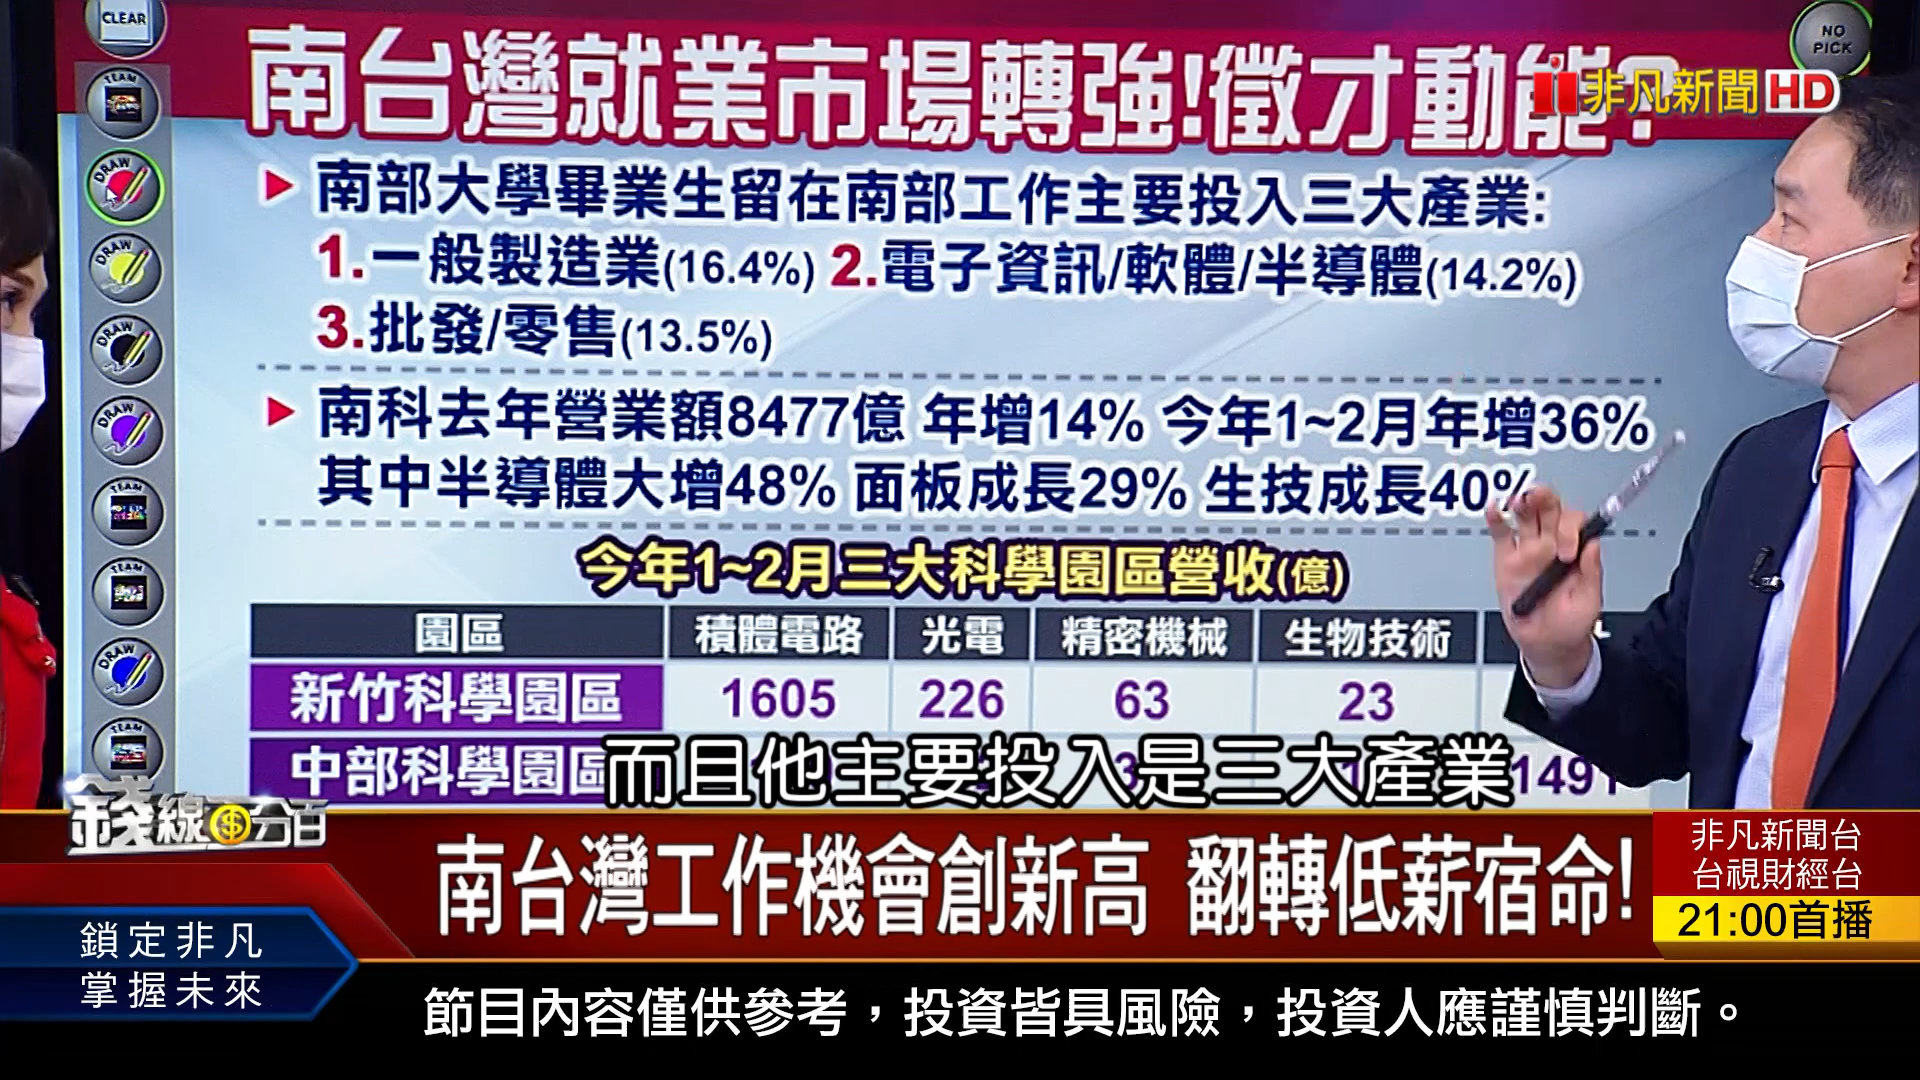 CLEAR
NO
PICK
南台灣就業市場轉強!徵才動能?
非凡新聞HD
TEAM
DRAW
DRAW
DRAW
DRAW
TEAM
TEAM
DRAW
TEAM
南部大學畢業生留在南部工作主要投入三大產業:
1.一般製造業(16.4%) 2.電子資訊/軟體/半導體(14.2%)
3.批發/零售(13.5%)
南科去年營業額8477億 年增14% 今年1~2月年增36%
其中半導體大增48% 面板成長29% 生技成長40%
今年1~2月三大科學園區營收(億)
園區 積體電路 光電 精密機械 生物技術
新竹科學園區 1605 226 63 23
中部科學園區 1491
而且他主要投入是三大產業
錢線百分百
南台灣工作機會創新高 翻轉低薪宿命!
非凡新聞台
台視財經台
21:00首播
鎖定非凡
掌握未來
節目內容僅供參考，投資皆具風險，投資人應謹慎判斷。